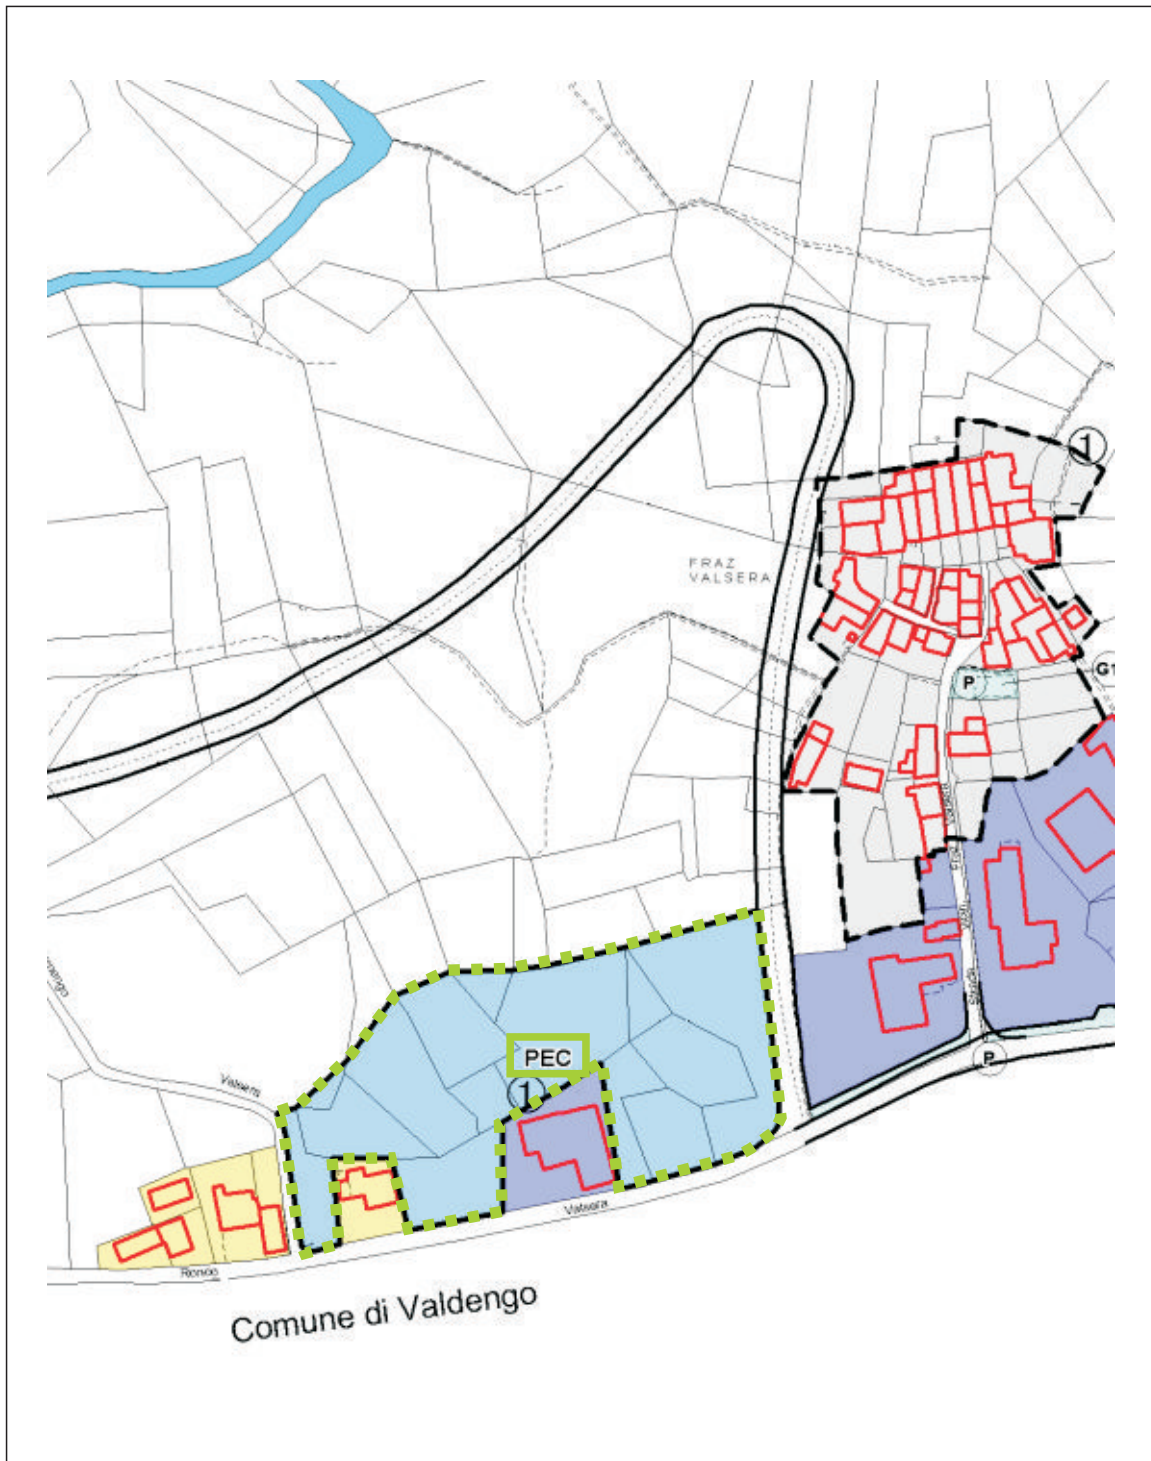 1
FRAZ
VALSERA
P
G1
Valsera
PEC
1
P
Valsera
Comune di Valdengo